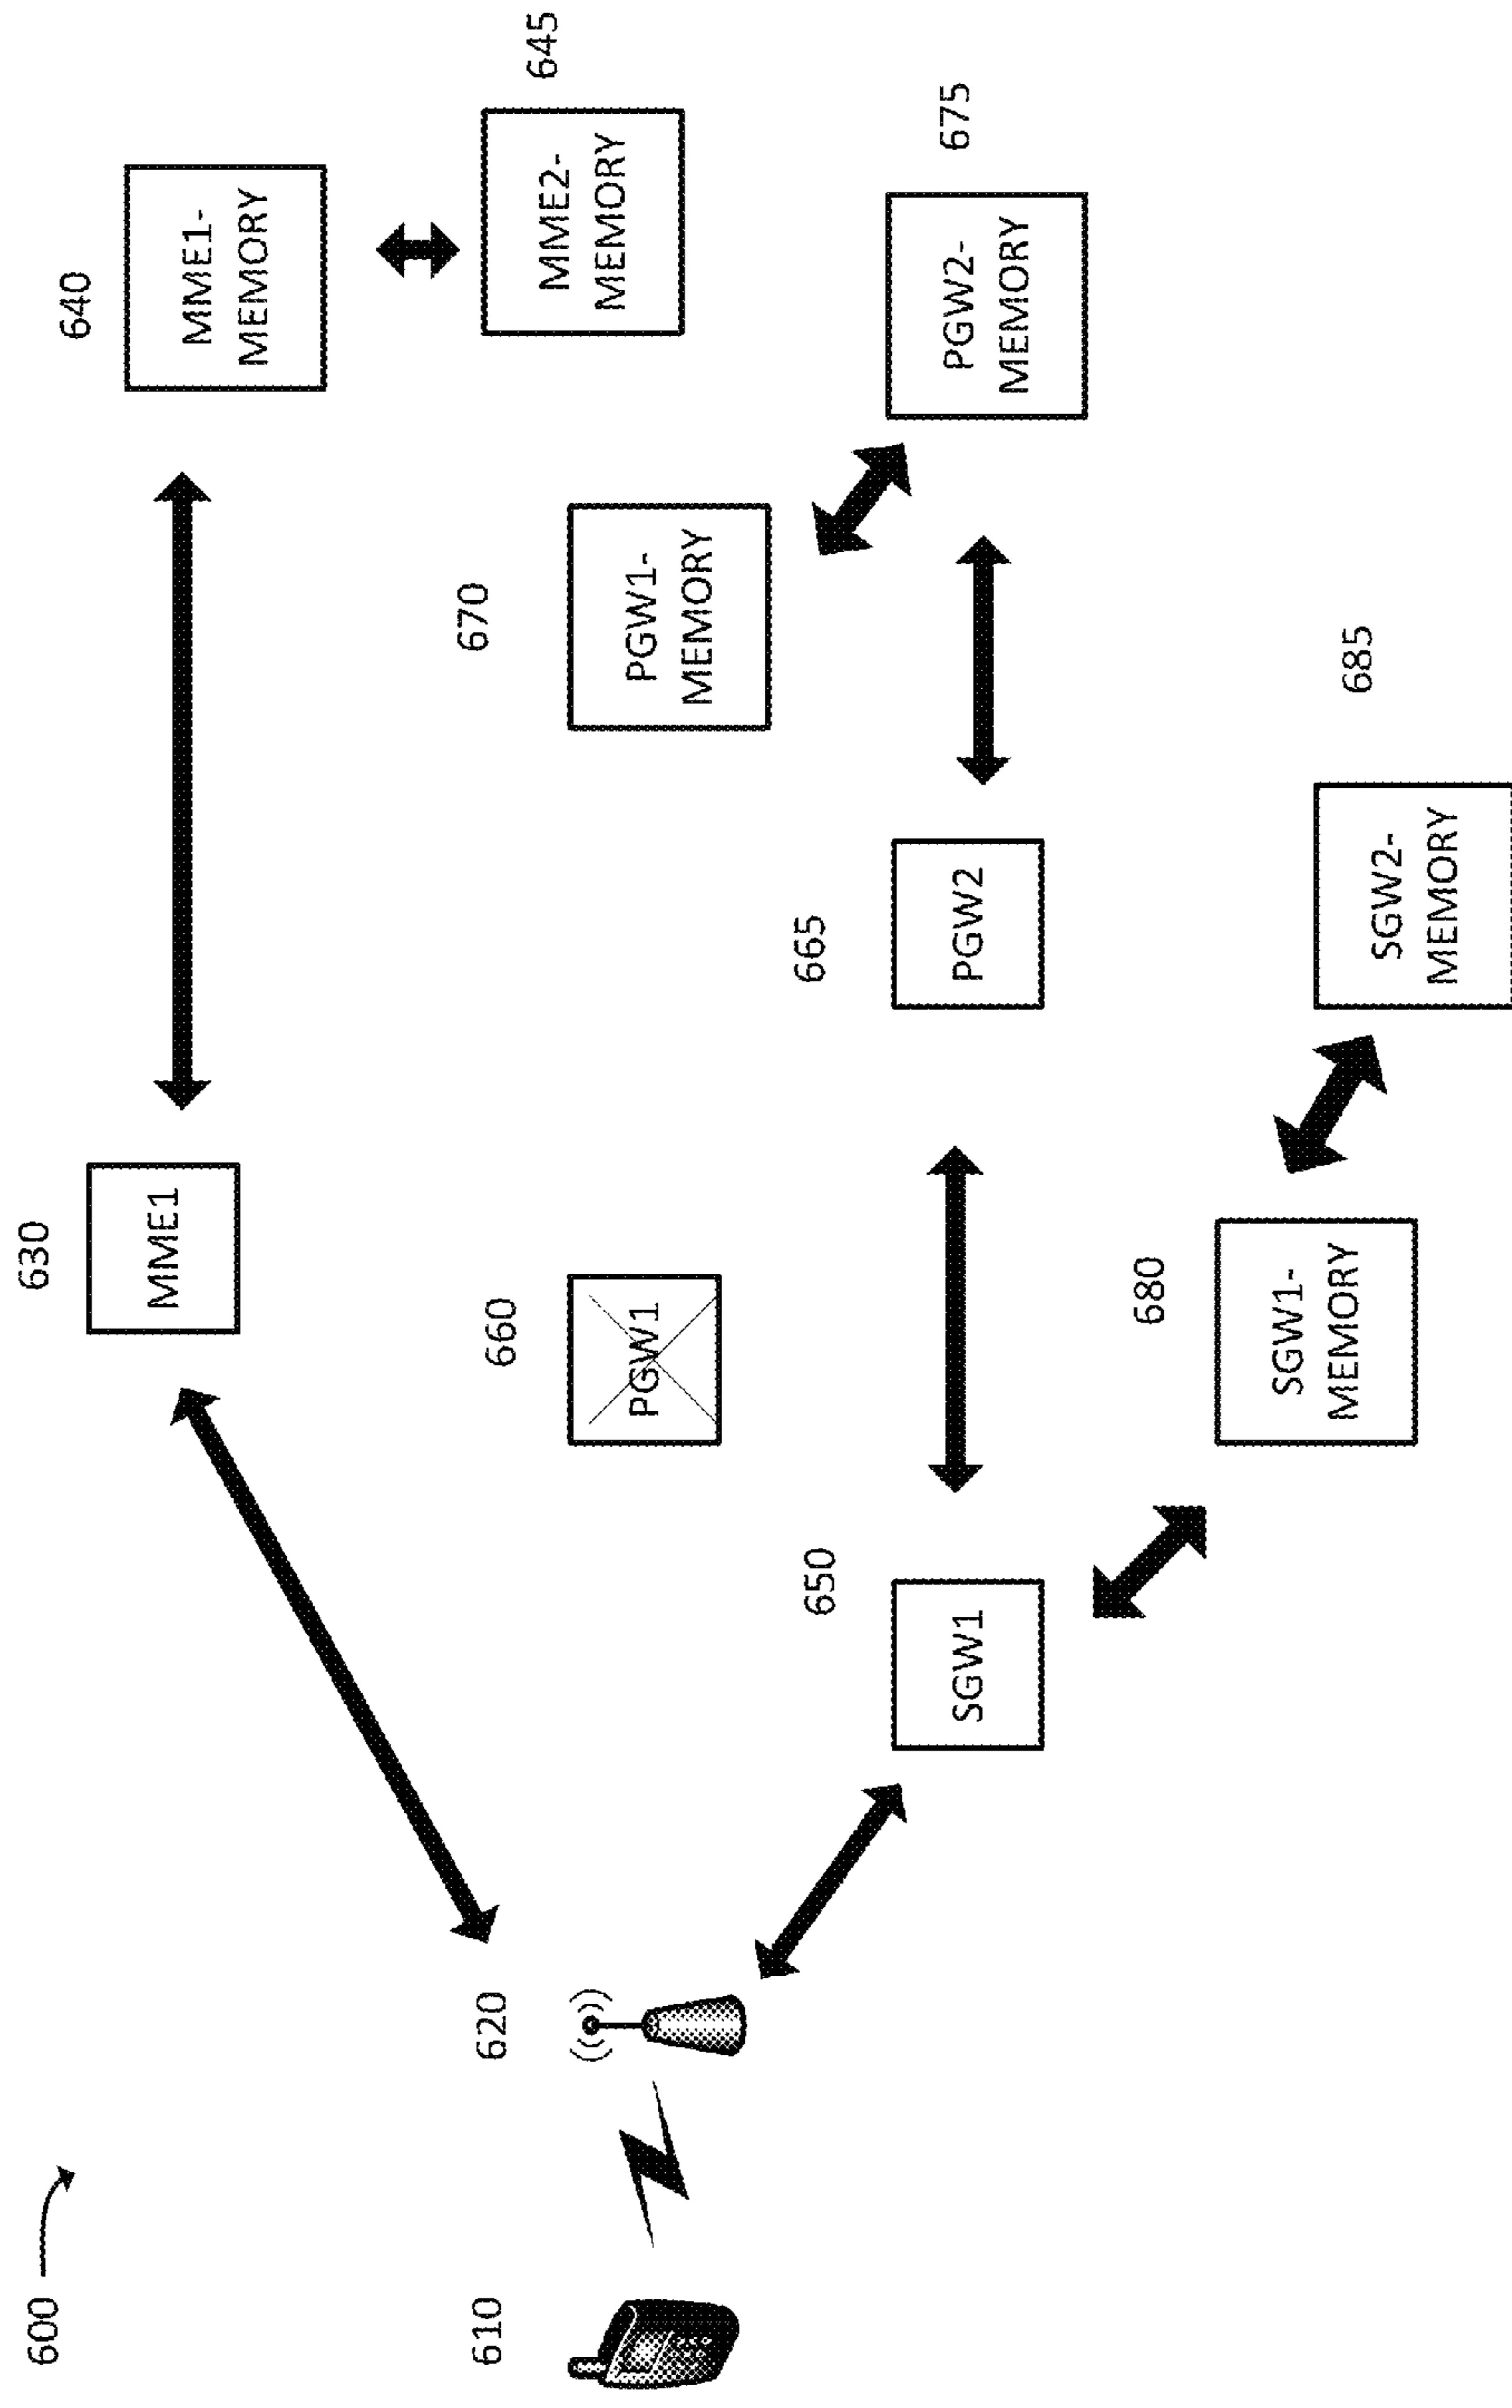 600
610
620
630
MME1
640
MME1-
MEMORY
MME2-
MEMORY
645
660
PGW1
670
PGW1-
MEMORY
650
SGW1
665
PGW2
PGW2-
MEMORY
675
680
SGW1-
MEMORY
685
SGW2-
MEMORY